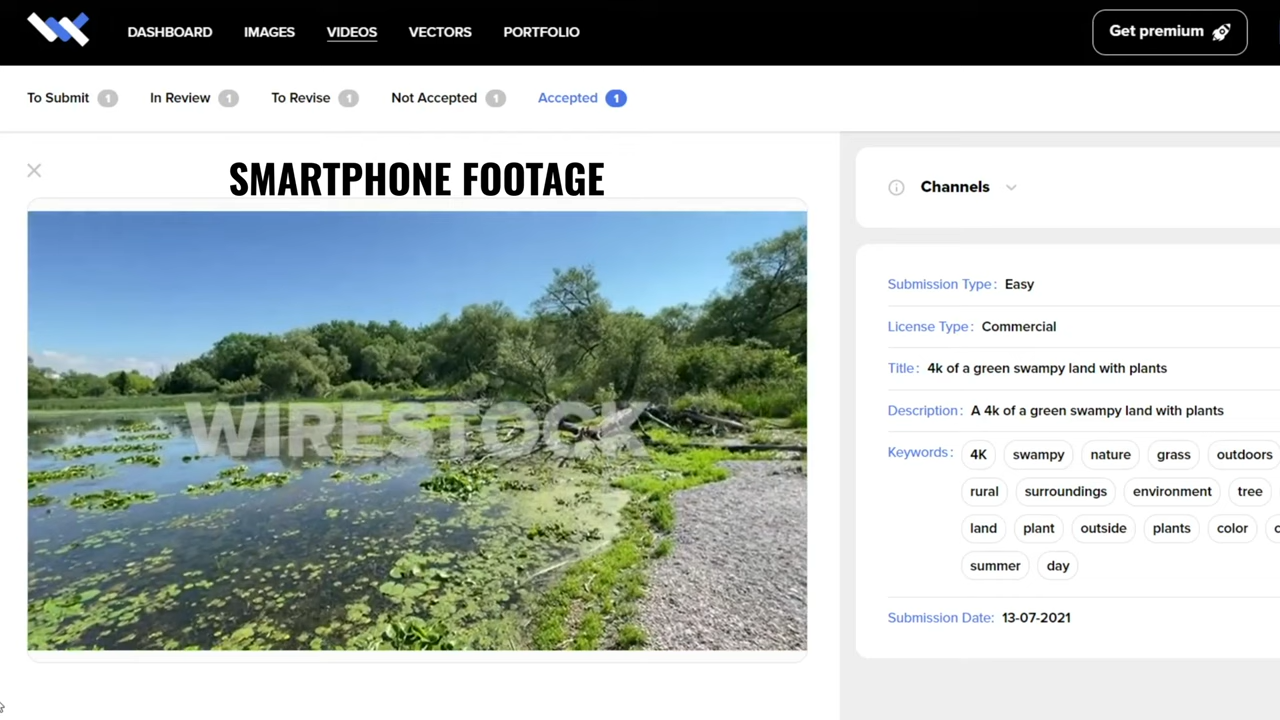 DASHBOARD IMAGES VIDEOS VECTORS PORTFOLIO Get premium
To Submit 1 In Review 1 To Revise 1 Not Accepted 1 Accepted 1
SMARTPHONE FOOTAGE
WIRESTOCK
Channels
Submission Type: Easy
License Type: Commercial
Title: 4k of a green swampy land with plants
Description: A 4k of a green swampy land with plants
Keywords: 4K swampy nature grass outdoors
rural surroundings environment tree
land plant outside plants color
summer day
Submission Date: 13-07-2021